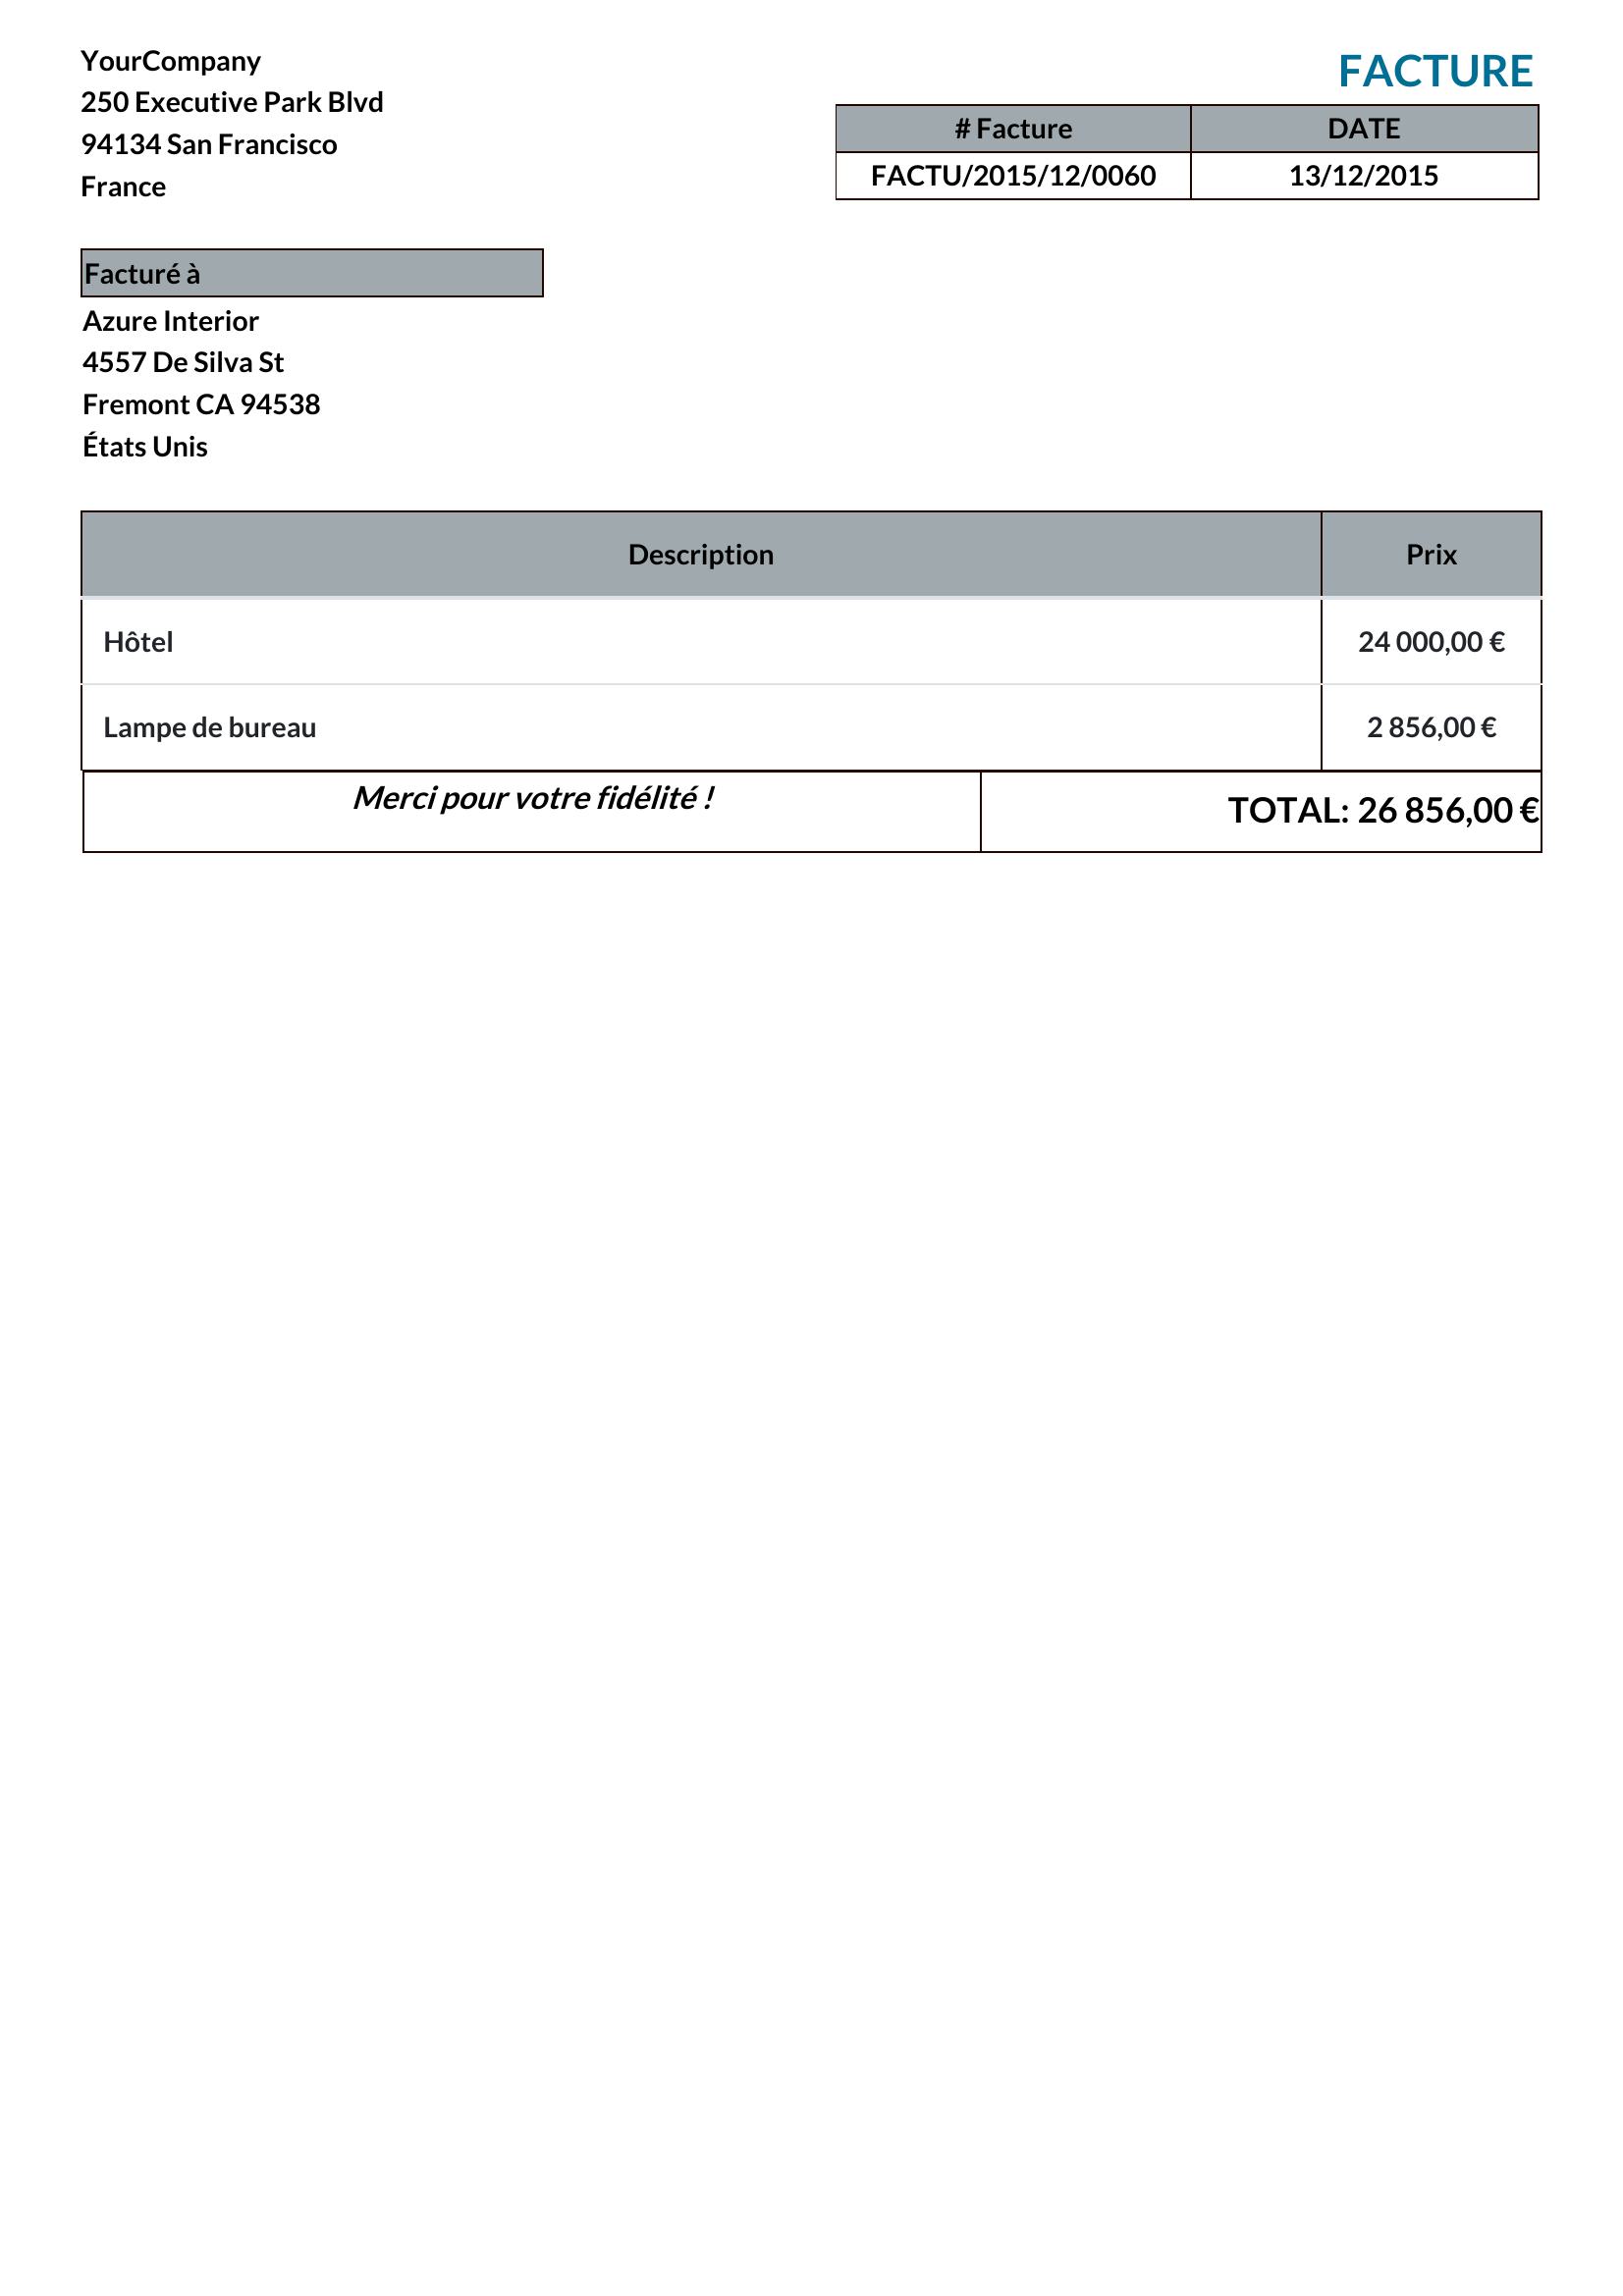 YourCompany
250 Executive Park Blvd
94134 San Francisco
France
FACTURE
# Facture DATE
FACTU/2015/12/0060 13/12/2015
Facturé à
Azure Interior
4557 De Silva St
Fremont CA 94538
États Unis
Description Prix
Hôtel 24 000,00 €
Lampe de bureau 2 856,00 €
Merci pour votre fidélité ! TOTAL: 26 856,00 €